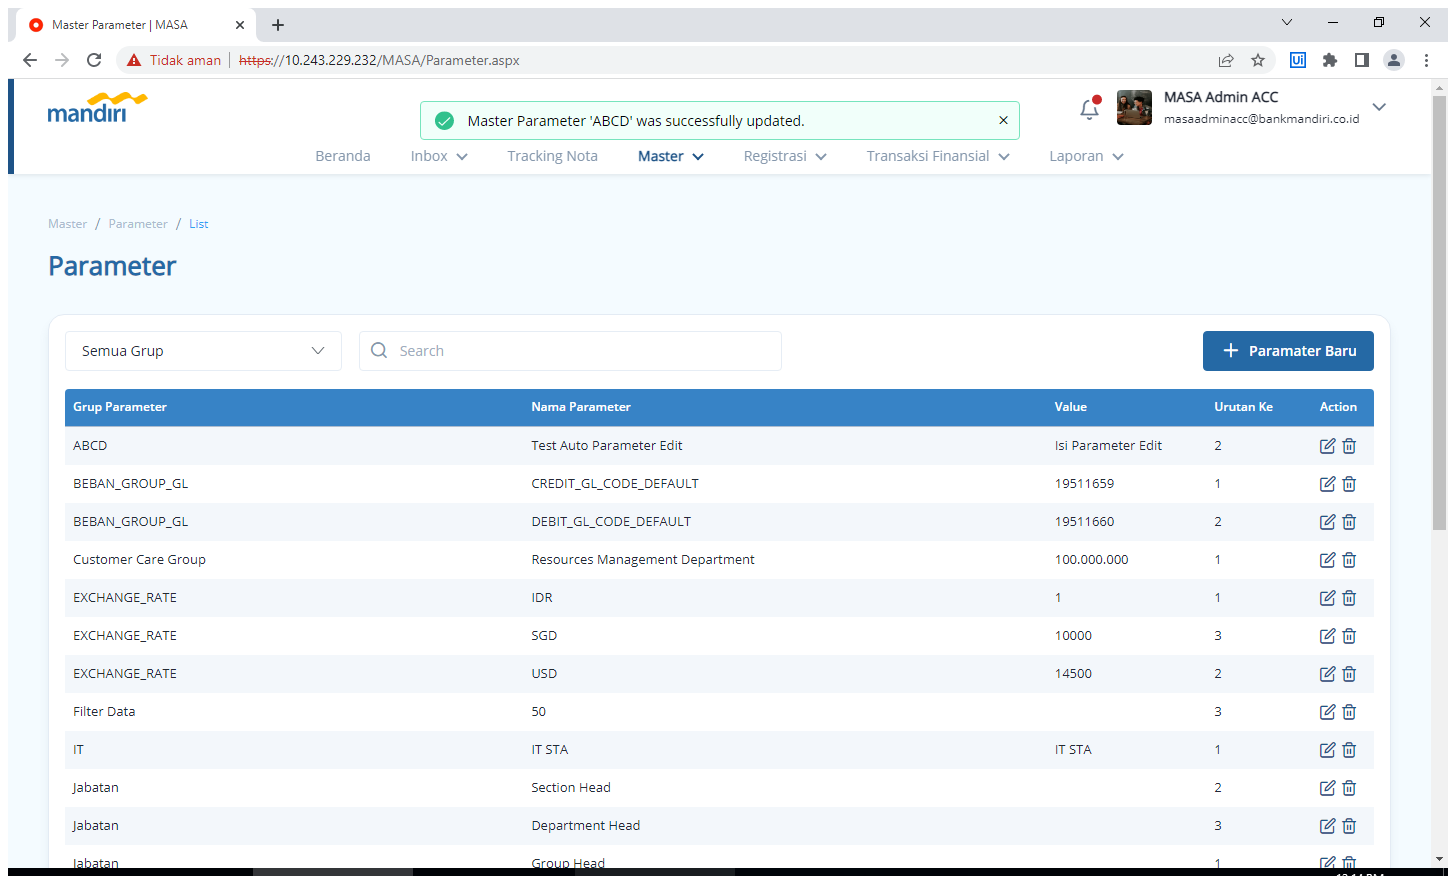 Master Parameter | MASA
Tidak aman https://10.243.229.232/MASA/Parameter.aspx
mandiri
Master Parameter 'ABCD' was successfully updated.
MASA Admin ACC
masaadminacc@bankmandiri.co.id
Beranda Inbox Tracking Nota Master Registrasi Transaksi Finansial Laporan
Master / Parameter / List
Parameter
Semua Grup Search + Paramater Baru
Grup Parameter Nama Parameter Value Urutan Ke Action
ABCD Test Auto Parameter Edit Isi Parameter Edit 2
BEBAN_GROUP_GL CREDIT_GL_CODE_DEFAULT 19511659 1
BEBAN_GROUP_GL DEBIT_GL_CODE_DEFAULT 19511660 2
Customer Care Group Resources Management Department 100.000.000 1
EXCHANGE_RATE IDR 1 1
EXCHANGE_RATE SGD 10000 3
EXCHANGE_RATE USD 14500 2
Filter Data 50 3
IT IT STA IT STA 1
Jabatan Section Head 2
Jabatan Department Head 3
Jabatan Group Head 1